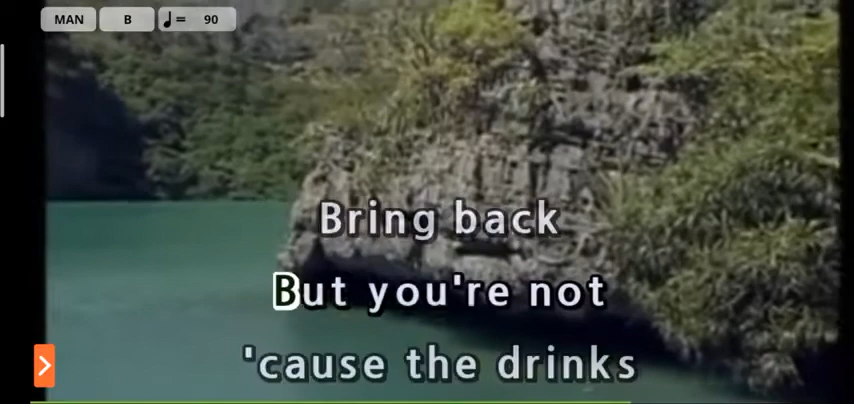 MAN B ♩= 90
Bring back
But you're not
'cause the drinks